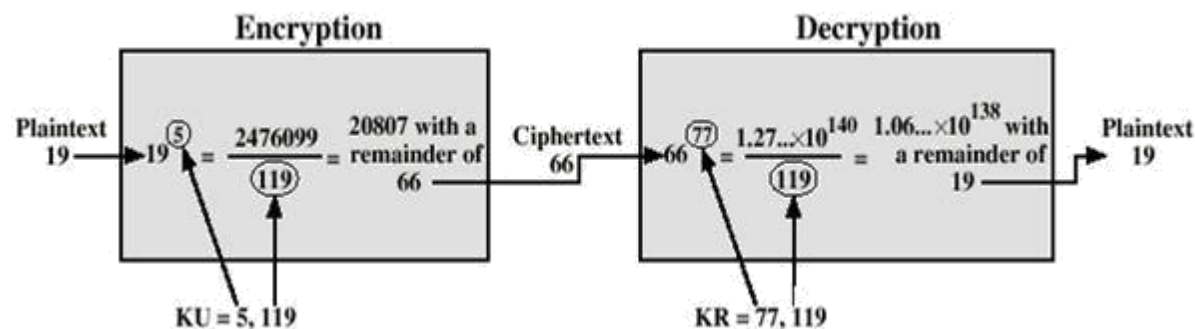 Encryption
Decryption
Plaintext
19
19^5 = 2476099 / 119 = 20807 with a
remainder of
66
Ciphertext
66
66^77 = 1.27...×10^140 / 119 = 1.06...×10^138 with
a remainder of
19
Plaintext
19
KU = 5, 119
KR = 77, 119